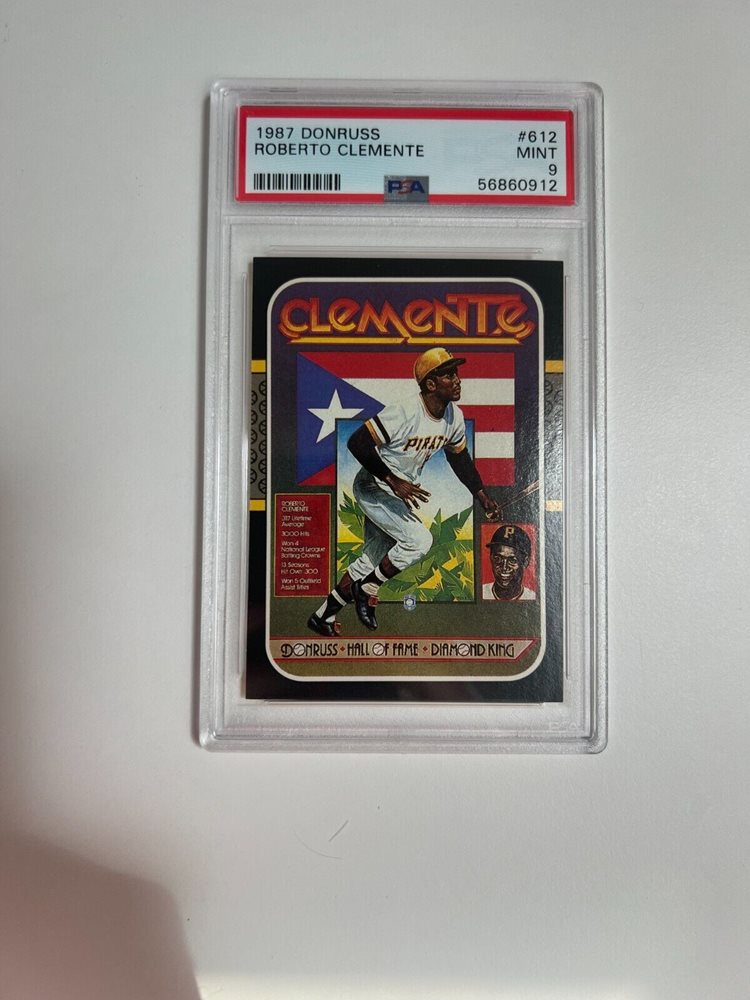 1987 DONRUSS #612
ROBERTO CLEMENTE MINT
9
PSA 56860912
CLEMENTE
PIRAT
ROBERTO
CLEMENTE
.317 Lifetime
Average
3000 Hits
Won 4
National League
Batting Crowns
13 Seasons
Hit Over .300
Won 5 Outfield
Assist Titles
P
DONRUSS • HALL OF FAME • DIAMOND KING
PSA